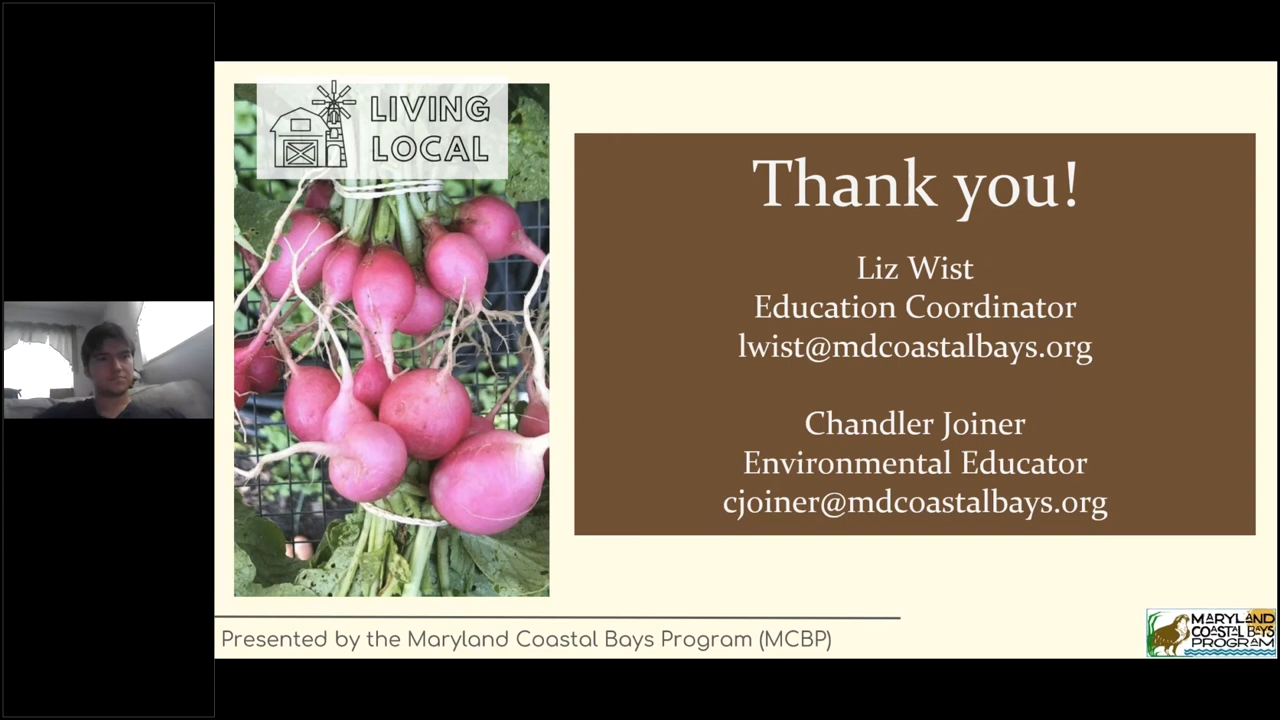 LIVING
LOCAL
Thank you!
Liz Wist
Education Coordinator
lwist@mdcoastalbays.org
Chandler Joiner
Environmental Educator
cjoiner@mdcoastalbays.org
Presented by the Maryland Coastal Bays Program (MCBP)
MARYLAND
COASTAL BAYS
PROGRAM